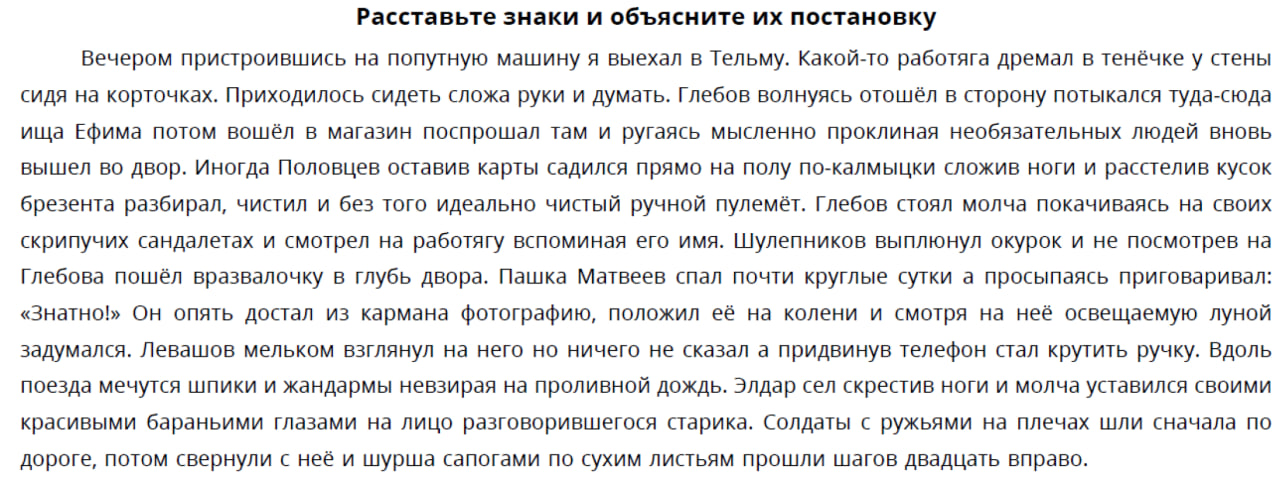 Расставьте знаки и объясните их постановку
Вечером пристроившись на попутную машину я выехал в Тельму. Какой-то работяга дремал в тенёчке у стены
сидя на корточках. Приходилось сидеть сложа руки и думать. Глебов волнуясь отошёл в сторону потыкался туда-сюда
ища Ефима потом вошёл в магазин поспрошал там и ругаясь мысленно проклиная необязательных людей вновь
вышел во двор. Иногда Половцев оставив карты садился прямо на полу по-калмыцки сложив ноги и расстелив кусок
брезента разбирал, чистил и без того идеально чистый ручной пулемёт. Глебов стоял молча покачиваясь на своих
скрипучих сандалетах и смотрел на работягу вспоминая его имя. Шулепников выплюнул окурок и не посмотрев на
Глебова пошёл вразвалочку в глубь двора. Пашка Матвеев спал почти круглые сутки а просыпаясь приговаривал:
«Знатно!» Он опять достал из кармана фотографию, положил её на колени и смотря на неё освещаемую луной
задумался. Левашов мельком взглянул на него но ничего не сказал а придвинув телефон стал крутить ручку. Вдоль
поезда мечутся шпики и жандармы невзирая на проливной дождь. Элдар сел скрестив ноги и молча уставился своими
красивыми бараньими глазами на лицо разговорившегося старика. Солдаты с ружьями на плечах шли сначала по
дороге, потом свернули с неё и шурша сапогами по сухим листьям прошли шагов двадцать вправо.